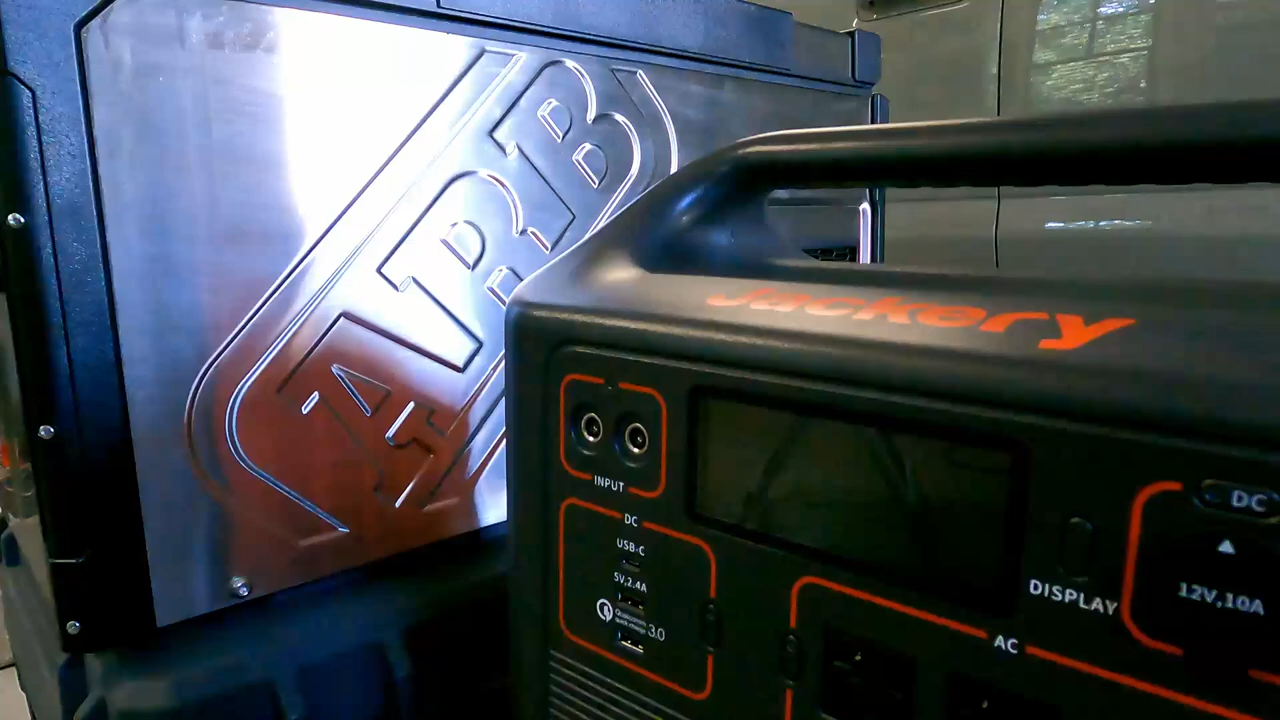 ARB
Jackery
INPUT
DC
USB-C
5V,2.4A
Qualcomm
quick charge 3.0
DISPLAY
DC
12V,10A
AC